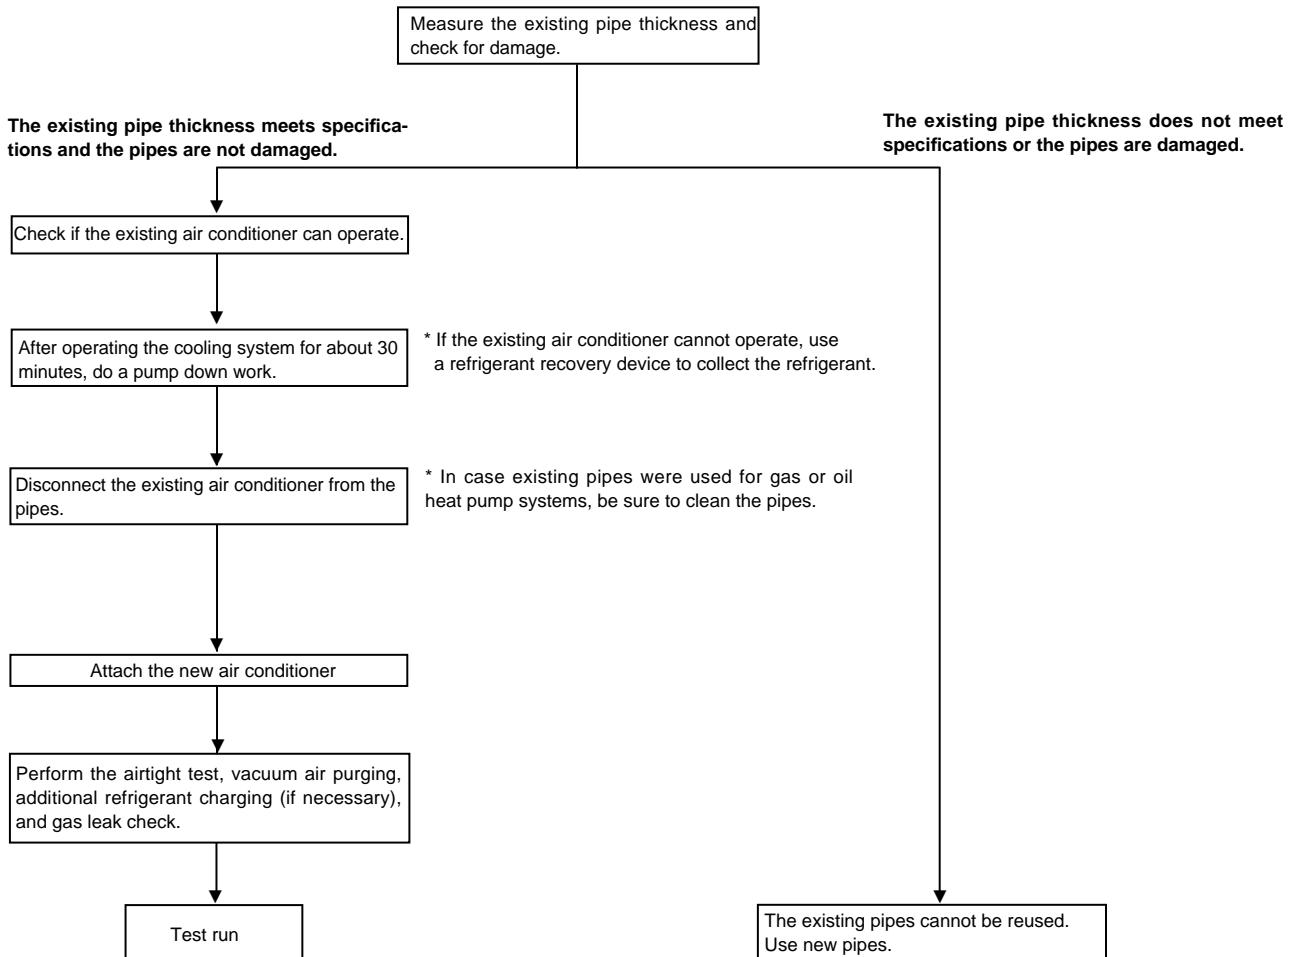 Measure the existing pipe thickness and
check for damage.
The existing pipe thickness meets specifica-
tions and the pipes are not damaged.
The existing pipe thickness does not meet
specifications or the pipes are damaged.
Check if the existing air conditioner can operate.
After operating the cooling system for about 30
minutes, do a pump down work.
* If the existing air conditioner cannot operate, use
a refrigerant recovery device to collect the refrigerant.
Disconnect the existing air conditioner from the
pipes.
* In case existing pipes were used for gas or oil
heat pump systems, be sure to clean the pipes.
Attach the new air conditioner
Perform the airtight test, vacuum air purging,
additional refrigerant charging (if necessary),
and gas leak check.
Test run
The existing pipes cannot be reused.
Use new pipes.